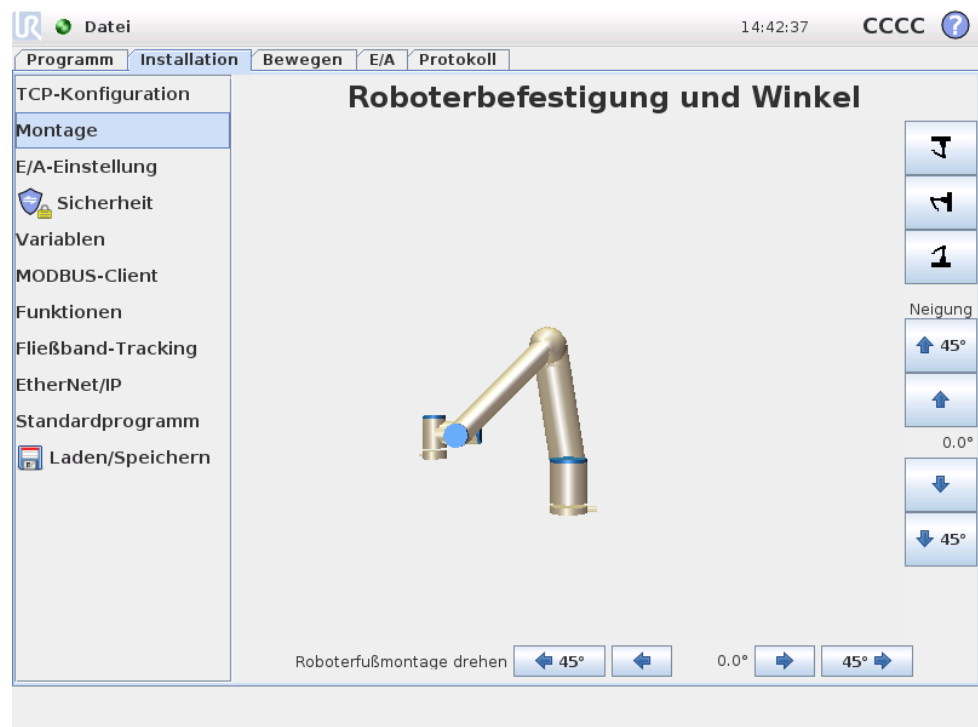 UR Datei 14:42:37 CCCC ?
Programm Installation Bewegen E/A Protokoll
TCP-Konfiguration
Montage
E/A-Einstellung
Sicherheit
Variablen
MODBUS-Client
Funktionen
Fließband-Tracking
EtherNet/IP
Standardprogramm
Laden/Speichern
Roboterbefestigung und Winkel
Neigung
45°
0.0°
45°
Roboterfußmontage drehen 45° 0.0° 45°